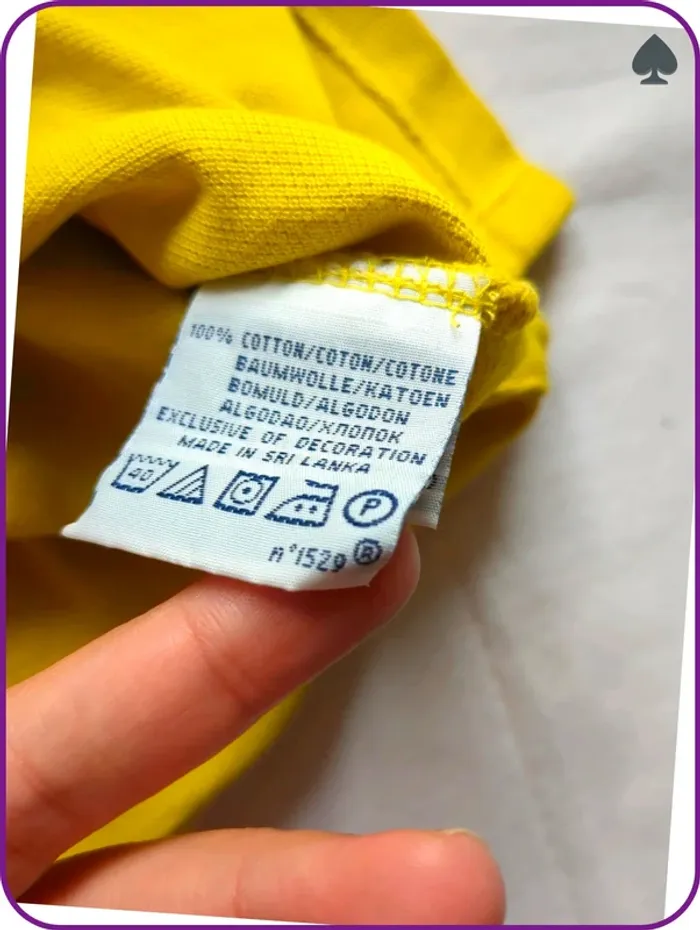 100% COTTON/COTON/COTONE
BAUMWOLLE/KATOEN
BOMULD/ALGODON
ALGODAO/ХЛОПОК
EXCLUSIVE OF DECORATION
MADE IN SRI LANKA
40 P
n°1529 ®